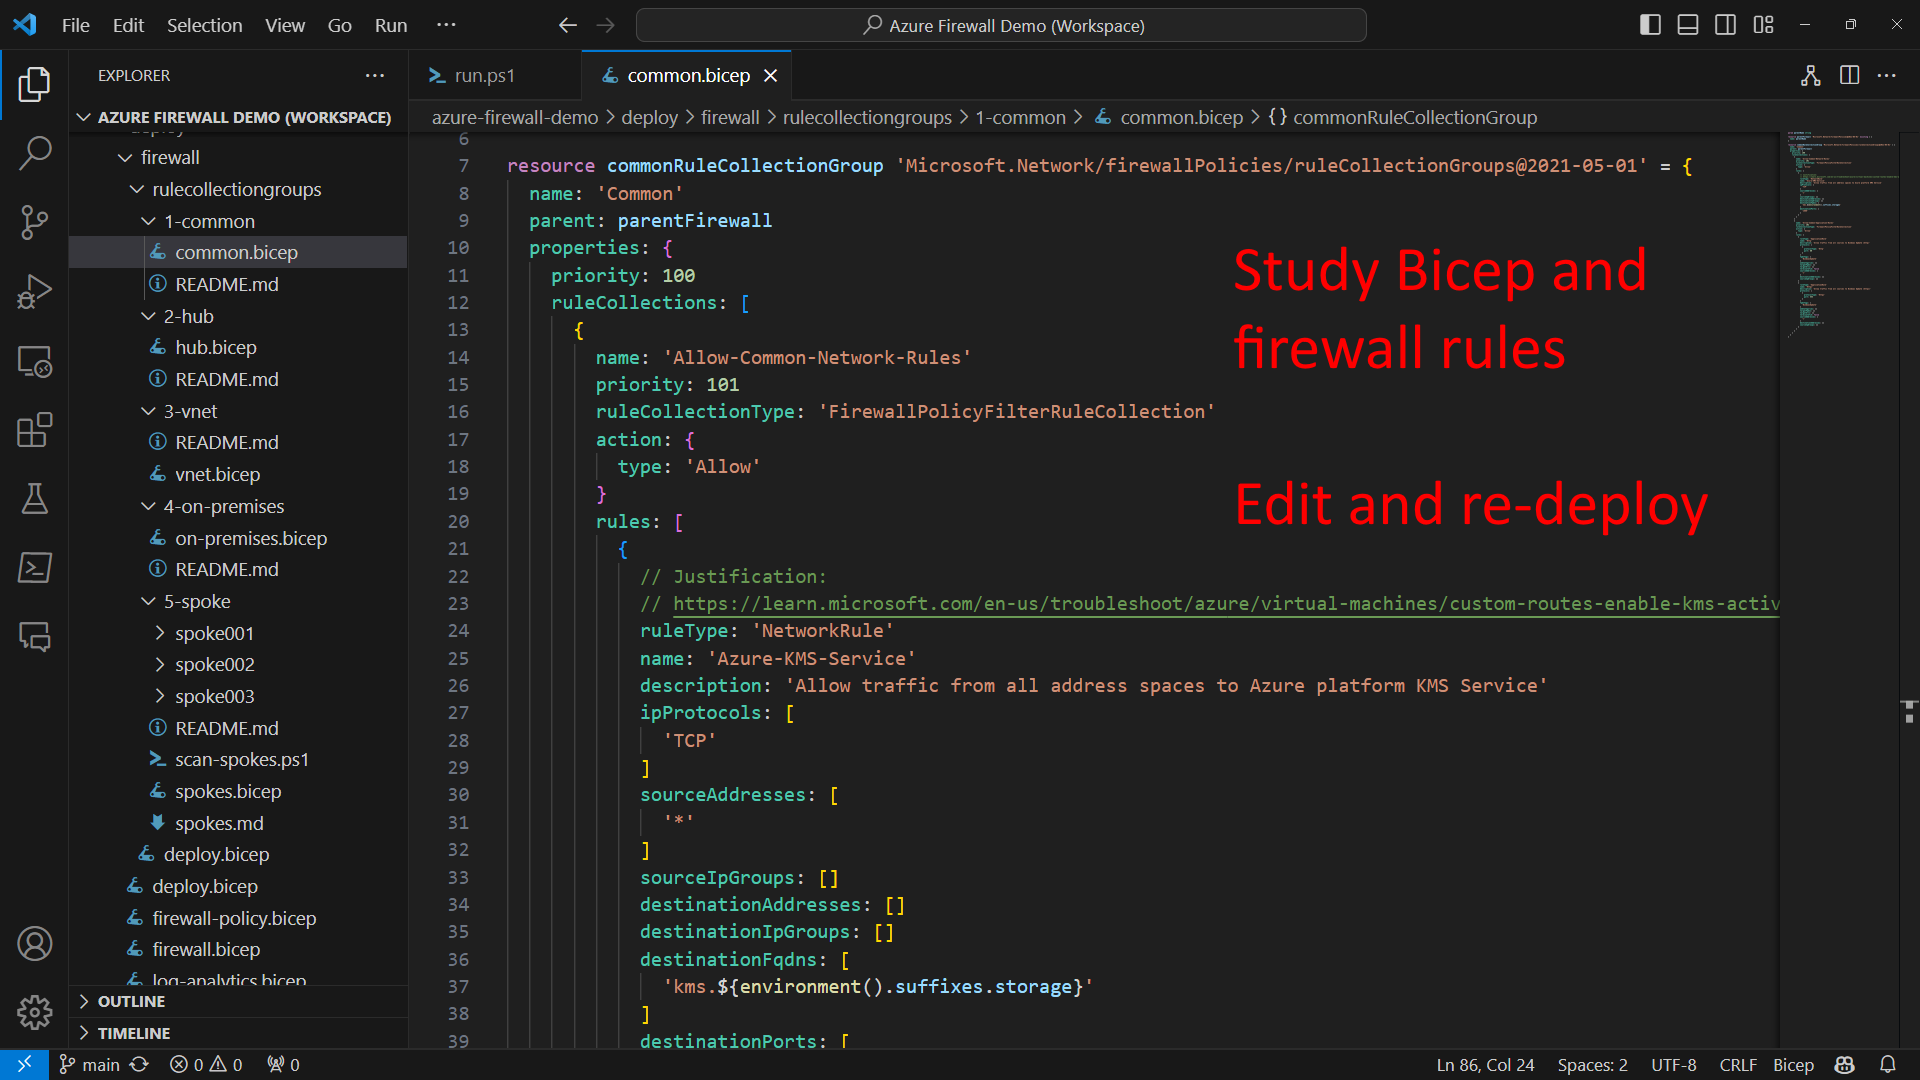 File Edit Selection View Go Run ···
Azure Firewall Demo (Workspace)
EXPLORER
run.ps1
common.bicep
AZURE FIREWALL DEMO (WORKSPACE)
azure-firewall-demo > deploy > firewall > rulecollectiongroups > 1-common > common.bicep > {} commonRuleCollectionGroup
deploy
firewall
rulecollectiongroups
1-common
common.bicep
README.md
2-hub
hub.bicep
README.md
3-vnet
README.md
vnet.bicep
4-on-premises
on-premises.bicep
README.md
5-spoke
spoke001
spoke002
spoke003
README.md
scan-spokes.ps1
spokes.bicep
spokes.md
deploy.bicep
deploy.bicep
firewall-policy.bicep
firewall.bicep
log-analytics.bicep
OUTLINE
TIMELINE
6
7 resource commonRuleCollectionGroup 'Microsoft.Network/firewallPolicies/ruleCollectionGroups@2021-05-01' = {
8 name: 'Common'
9 parent: parentFirewall
10 properties: {
11 priority: 100
12 ruleCollections: [
13 {
14 name: 'Allow-Common-Network-Rules'
15 priority: 101
16 ruleCollectionType: 'FirewallPolicyFilterRuleCollection'
17 action: {
18 type: 'Allow'
19 }
20 rules: [
21 {
22 // Justification:
23 // https://learn.microsoft.com/en-us/troubleshoot/azure/virtual-machines/custom-routes-enable-kms-activ
24 ruleType: 'NetworkRule'
25 name: 'Azure-KMS-Service'
26 description: 'Allow traffic from all address spaces to Azure platform KMS Service'
27 ipProtocols: [
28 'TCP'
29 ]
30 sourceAddresses: [
31 '*'
32 ]
33 sourceIpGroups: []
34 destinationAddresses: []
35 destinationIpGroups: []
36 destinationFqdns: [
37 'kms.${environment().suffixes.storage}'
38 ]
39 destinationPorts: [
Study Bicep and
firewall rules
Edit and re-deploy
main 0 0 0
Ln 86, Col 24 Spaces: 2 UTF-8 CRLF Bicep